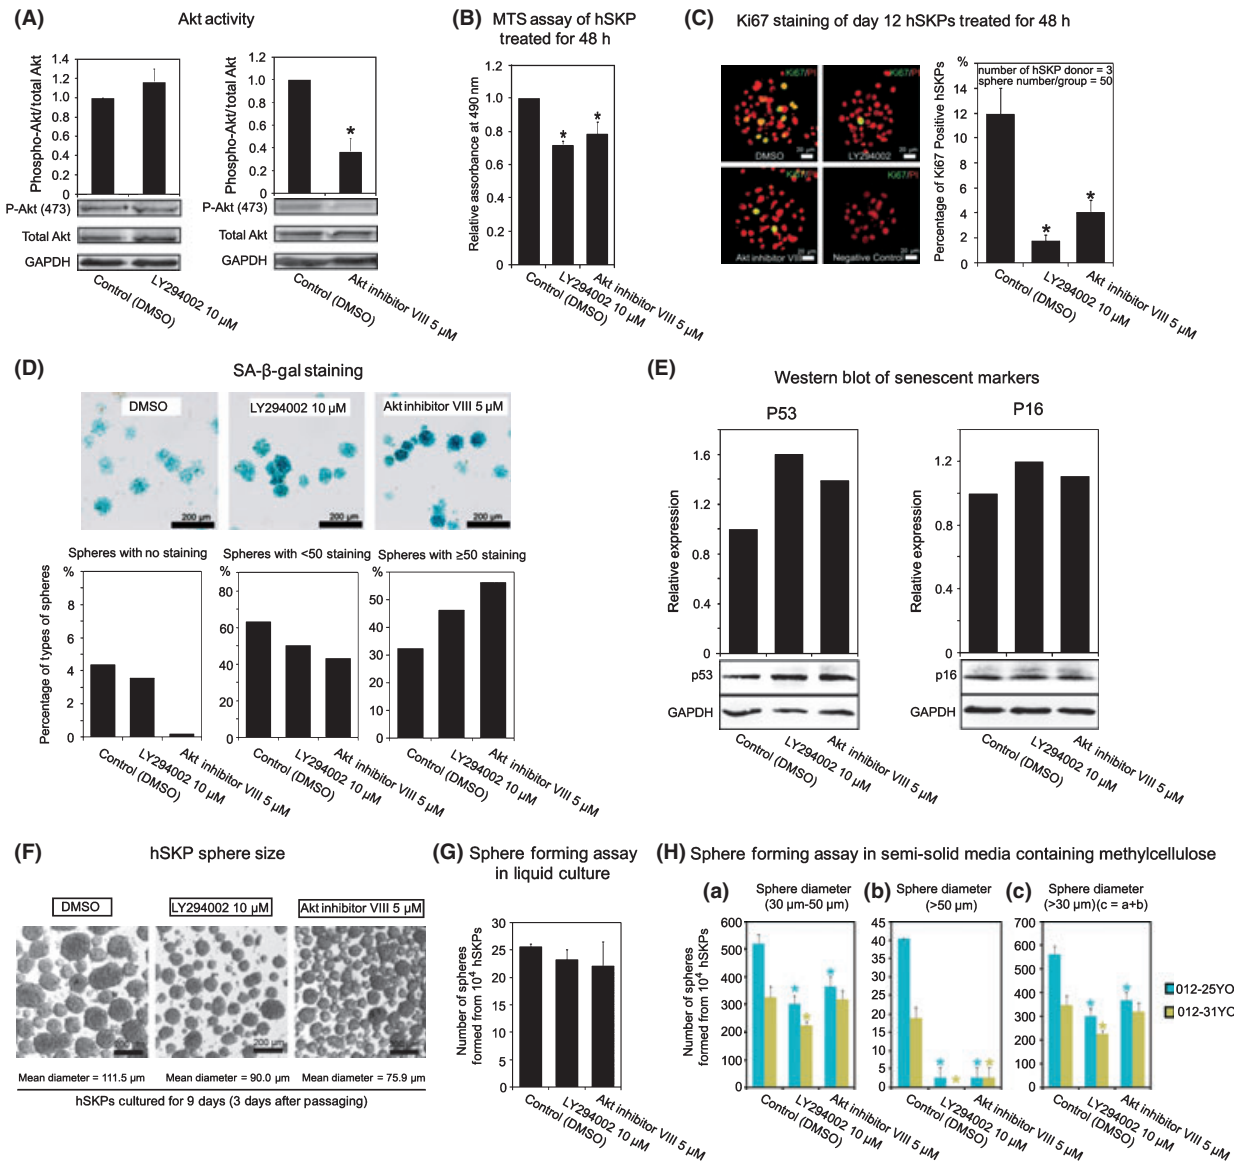 (A)
Akt activity
Phospho-Akt/total Akt
1.4
1.2
1.0
0.8
0.6
0.4
0.2
0
Phospho-Akt/total Akt
1.2
1.0
0.8
0.6
0.4
0.2
0
*
P-Akt (473)
Total Akt
GAPDH
P-Akt (473)
Total Akt
GAPDH
Control (DMSO)
LY294002 10 µM
Control (DMSO)
Akt inhibitor VIII 5 µM
(B)
MTS assay of hSKP
treated for 48 h
Relative absorbance at 490 nm
1.2
1.0
0.8
0.6
0.4
0.2
0
*
*
Control (DMSO)
LY294002 10 µM
Akt inhibitor VIII 5 µM
(C)
Ki67 staining of day 12 hSKPs treated for 48 h
Ki67/PI
20 µm
DMSO
Ki67/PI
20 µm
LY294002
Ki67/PI
20 µm
Akt inhibitor VIII
Ki67/PI
20 µm
Negative Control
%
number of hSKP donor = 3
sphere number/group = 50
Percentage of Ki67 Positive hSKPs
14
12
10
8
6
4
2
0
*
*
Control (DMSO)
LY294002 10 µM
Akt inhibitor VIII 5 µM
(D)
SA-β-gal staining
DMSO
200 µm
LY294002 10 µM
200 µm
Akt inhibitor VIII 5 µM
200 µm
Spheres with no staining
Spheres with <50 staining
Spheres with ≥50 staining
Percentage of types of spheres
%
8
6
4
2
0
%
80
60
40
20
0
%
50
40
30
20
10
0
Control (DMSO)
LY294002 10 µM
Akt inhibitor VIII 5 µM
Control (DMSO)
LY294002 10 µM
Akt inhibitor VIII 5 µM
Control (DMSO)
LY294002 10 µM
Akt inhibitor VIII 5 µM
(E)
Western blot of senescent markers
P53
Relative expression
1.6
1.2
0.8
0.4
0
p53
GAPDH
Control (DMSO)
LY294002 10 µM
Akt inhibitor VIII 5 µM
P16
Relative expression
1.2
0.8
0.4
0
p16
GAPDH
Control (DMSO)
LY294002 10 µM
Akt inhibitor VIII 5 µM
(F)
hSKP sphere size
DMSO
LY294002 10 µM
Akt inhibitor VIII 5 µM
200 µm
200 µm
200 µm
Mean diameter = 111.5 µm
Mean diameter = 90.0 µm
Mean diameter = 75.9 µm
hSKPs cultured for 9 days (3 days after passaging)
(G)
Sphere forming assay
in liquid culture
Number of spheres
formed from 10⁴ hSKPs
30
25
20
15
10
5
0
Control (DMSO)
LY294002 10 µM
Akt inhibitor VIII 5 µM
(H)
Sphere forming assay in semi-solid media containing methylcellulose
(a)
Sphere diameter
(30 µm-50 µm)
Number of spheres
formed from 10⁴ hSKPs
600
500
400
300
200
100
0
*
*
*
Control (DMSO)
LY294002 10 µM
Akt inhibitor VIII 5 µM
(b)
Sphere diameter
(>50 µm)
45
40
35
30
25
20
15
10
5
0
*
*
*
*
Control (DMSO)
LY294002 10 µM
Akt inhibitor VIII 5 µM
(c)
Sphere diameter
(>30 µm)(c = a+b)
700
600
500
400
300
200
100
0
*
*
*
Control (DMSO)
LY294002 10 µM
Akt inhibitor VIII 5 µM
012-25YO
012-31YO